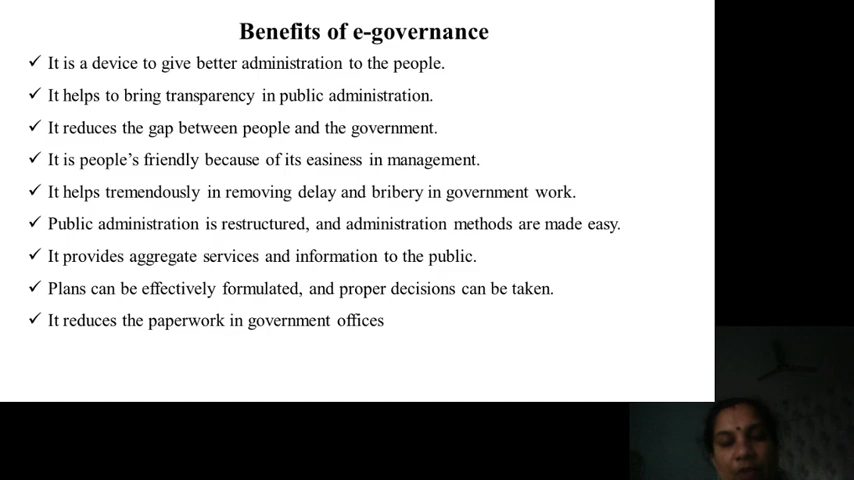 Benefits of e-governance
✓ It is a device to give better administration to the people.
✓ It helps to bring transparency in public administration.
✓ It reduces the gap between people and the government.
✓ It is people's friendly because of its easiness in management.
✓ It helps tremendously in removing delay and bribery in government work.
✓ Public administration is restructured, and administration methods are made easy.
✓ It provides aggregate services and information to the public.
✓ Plans can be effectively formulated, and proper decisions can be taken.
✓ It reduces the paperwork in government offices